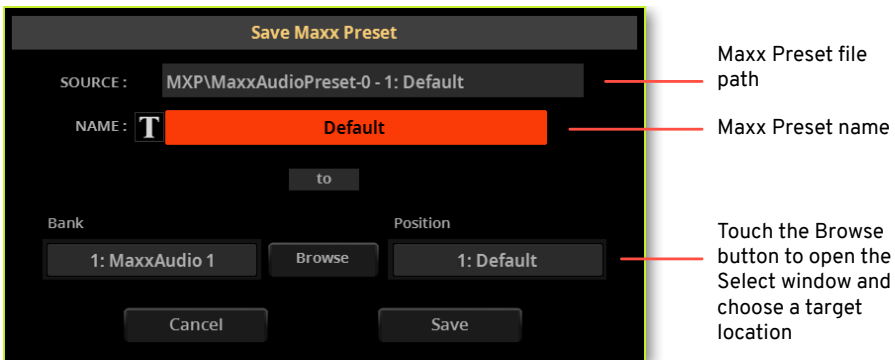 Save Maxx Preset
SOURCE : MXP\MaxxAudioPreset-0 - 1: Default
Maxx Preset file
path
NAME : T Default
Maxx Preset name
to
Bank Position
1: MaxxAudio 1 Browse 1: Default
Touch the Browse
button to open the
Select window and
choose a target
location
Cancel Save